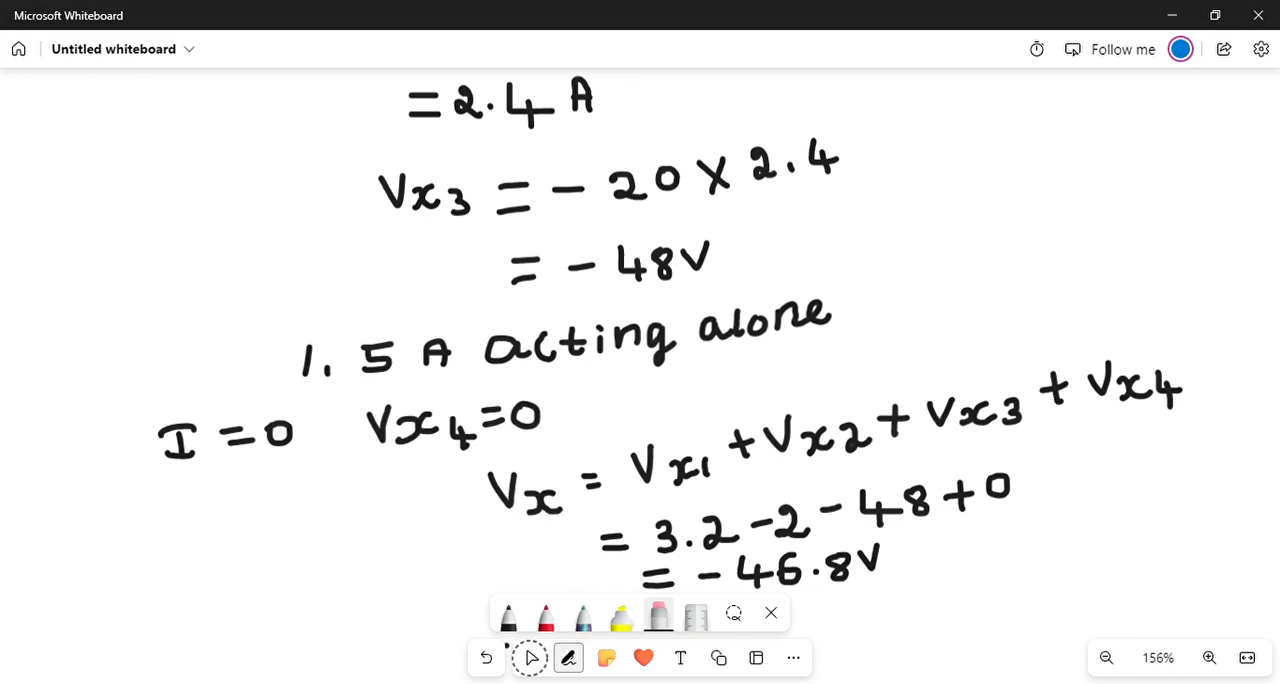 Microsoft Whiteboard
Untitled whiteboard
Follow me
= 2.4 A
Vx3 = - 20 X 2.4
= - 48V
1. 5 A acting alone
I = 0 Vx4 = 0
Vx = Vx1 + Vx2 + Vx3 + Vx4
= 3.2 - 2 - 48 + 0
= - 46.8V
156%